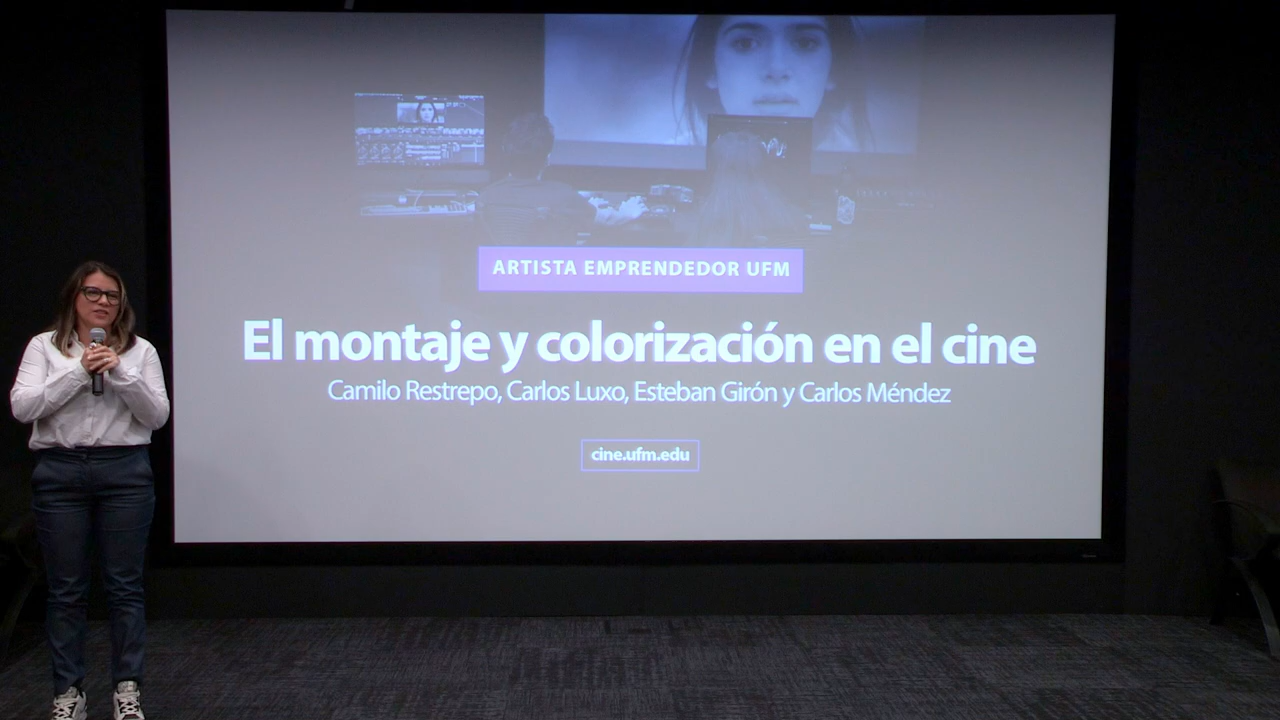 ARTISTA EMPRENDEDOR UFM
El montaje y colorización en el cine
Camilo Restrepo, Carlos Luxo, Esteban Girón y Carlos Méndez
cine.ufm.edu